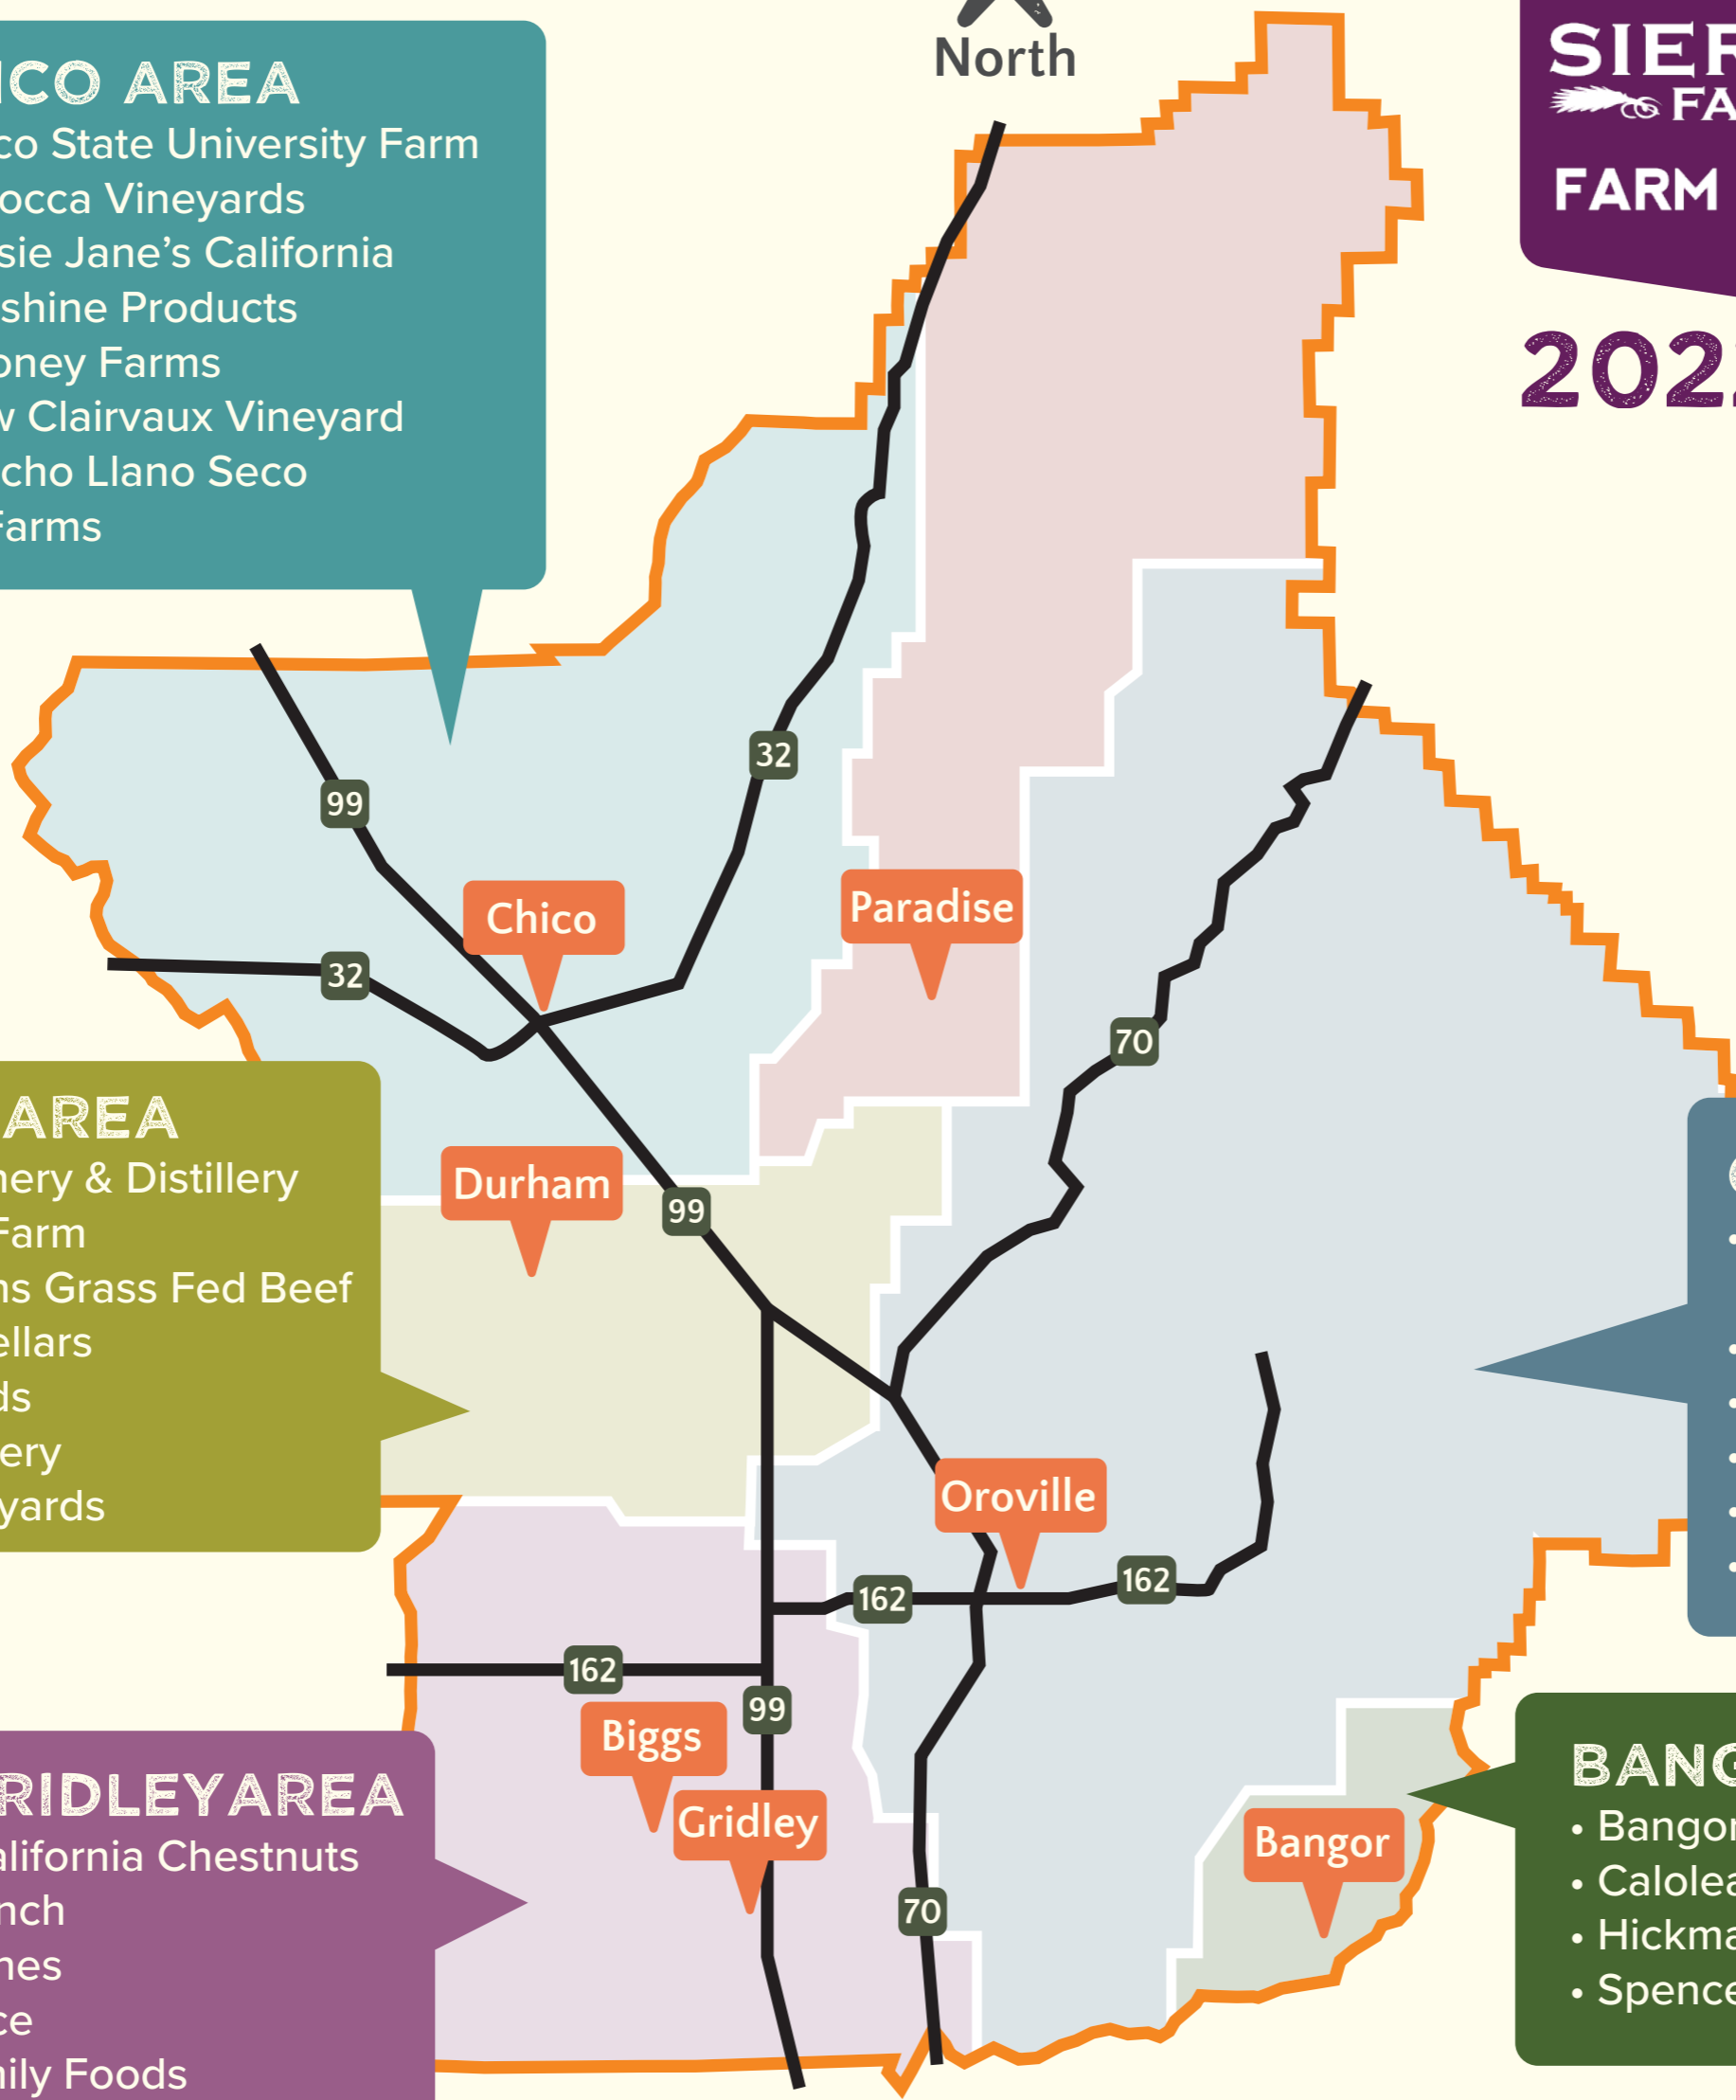 North
SIER
FA
FARM
202
ICO AREA
co State University Farm
occa Vineyards
sie Jane's California
shine Products
oney Farms
w Clairvaux Vineyard
cho Llano Seco
Farms
99
32
Chico
Paradise
32
70
AREA
nery & Distillery
Farm
ns Grass Fed Beef
ellars
ds
ery
yards
Durham
99
Oroville
162
162
162
99
Biggs
Gridley
70
Bangor
RIDLEY AREA
alifornia Chestnuts
nch
nes
ce
mily Foods
BANG
• Bangor
• Calolea
• Hickma
• Spence